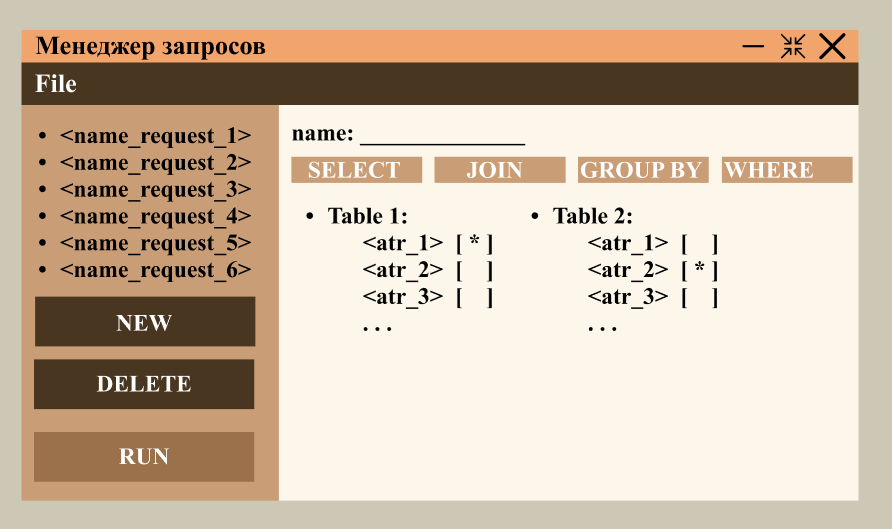 Менеджер запросов
File
• <name_request_1>
• <name_request_2>
• <name_request_3>
• <name_request_4>
• <name_request_5>
• <name_request_6>
NEW
DELETE
RUN
name: ______________
SELECT JOIN GROUP BY WHERE
• Table 1:
<atr_1> [ * ]
<atr_2> [ ]
<atr_3> [ ]
. . .
• Table 2:
<atr_1> [ ]
<atr_2> [ * ]
<atr_3> [ ]
. . .